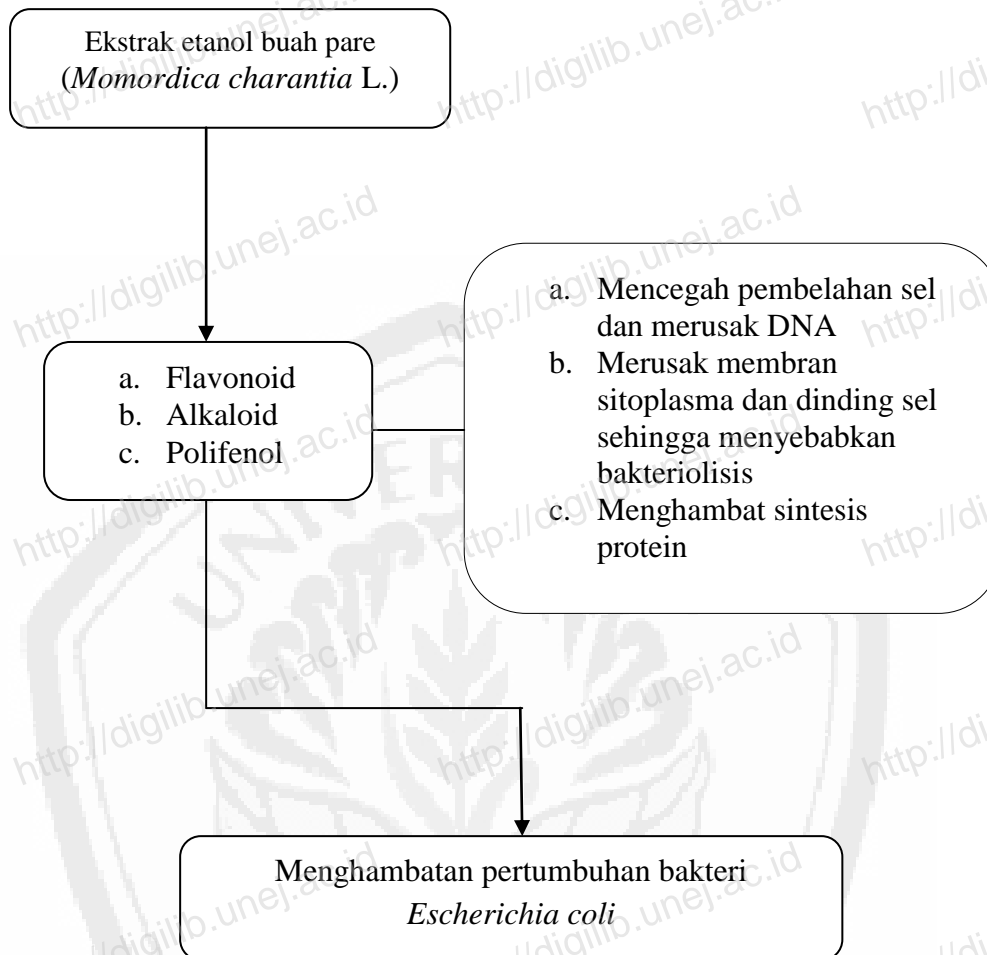 Ekstrak etanol buah pare
(Momordica charantia L.)
a. Flavonoid
b. Alkaloid
c. Polifenol
a. Mencegah pembelahan sel
dan merusak DNA
b. Merusak membran
sitoplasma dan dinding sel
sehingga menyebabkan
bakteriolisis
c. Menghambat sintesis
protein
Menghambatan pertumbuhan bakteri
Escherichia coli
http://digilib.unej.ac.id